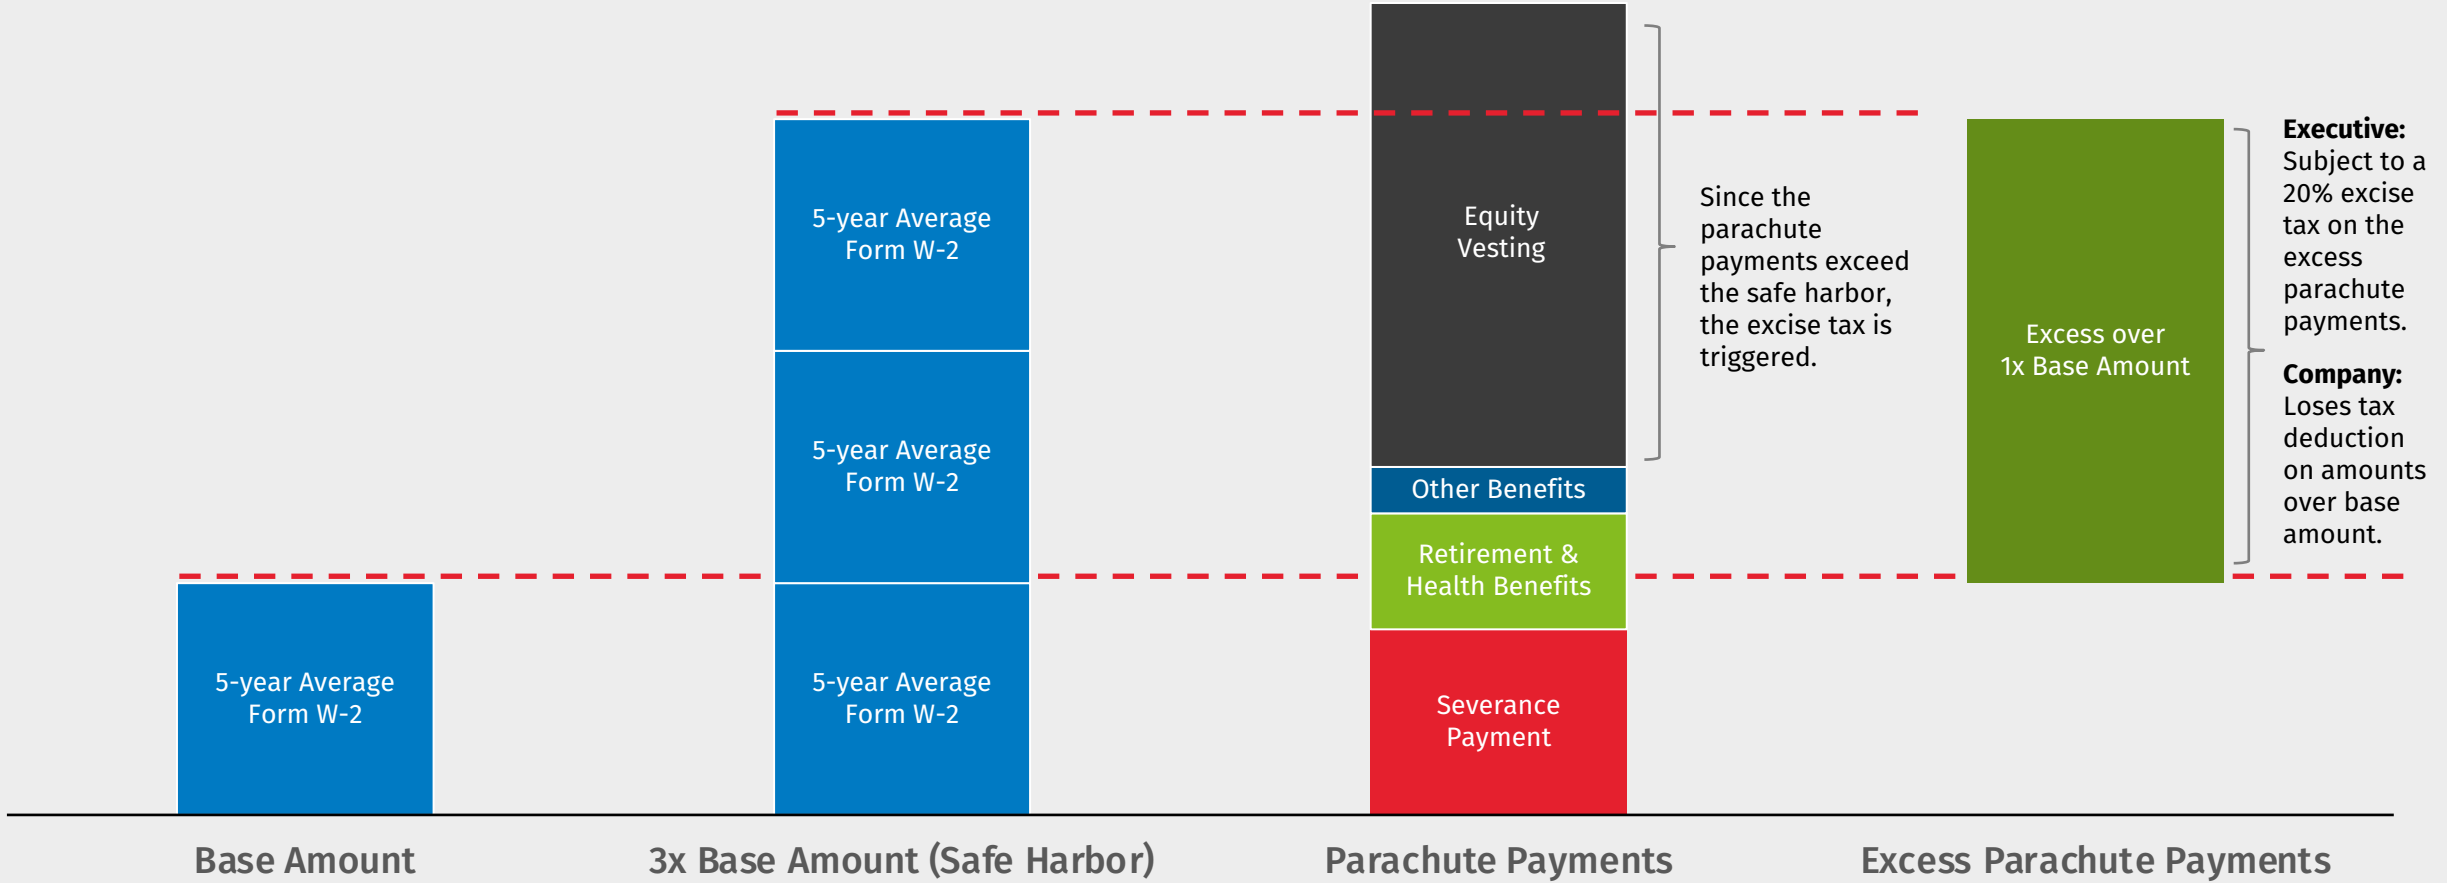 5-year Average
Form W-2
5-year Average
Form W-2
5-year Average
Form W-2
5-year Average
Form W-2
Equity
Vesting
Other Benefits
Retirement &
Health Benefits
Severance
Payment
Since the
parachute
payments exceed
the safe harbor,
the excise tax is
triggered.
Excess over
1x Base Amount
Executive:
Subject to a
20% excise
tax on the
excess
parachute
payments.
Company:
Loses tax
deduction
on amounts
over base
amount.
Base Amount
3x Base Amount (Safe Harbor)
Parachute Payments
Excess Parachute Payments